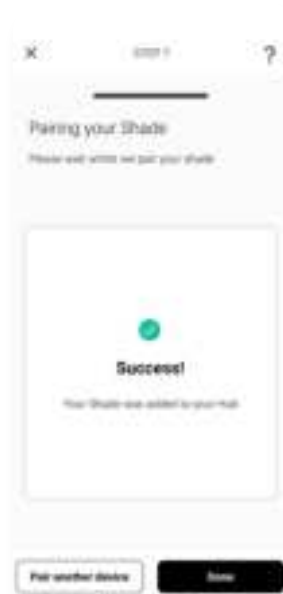 ?
Pairing your Shade
Please wait while we pair your shade
Success!
Your Shade was added to your Hub
Pair another device
Done